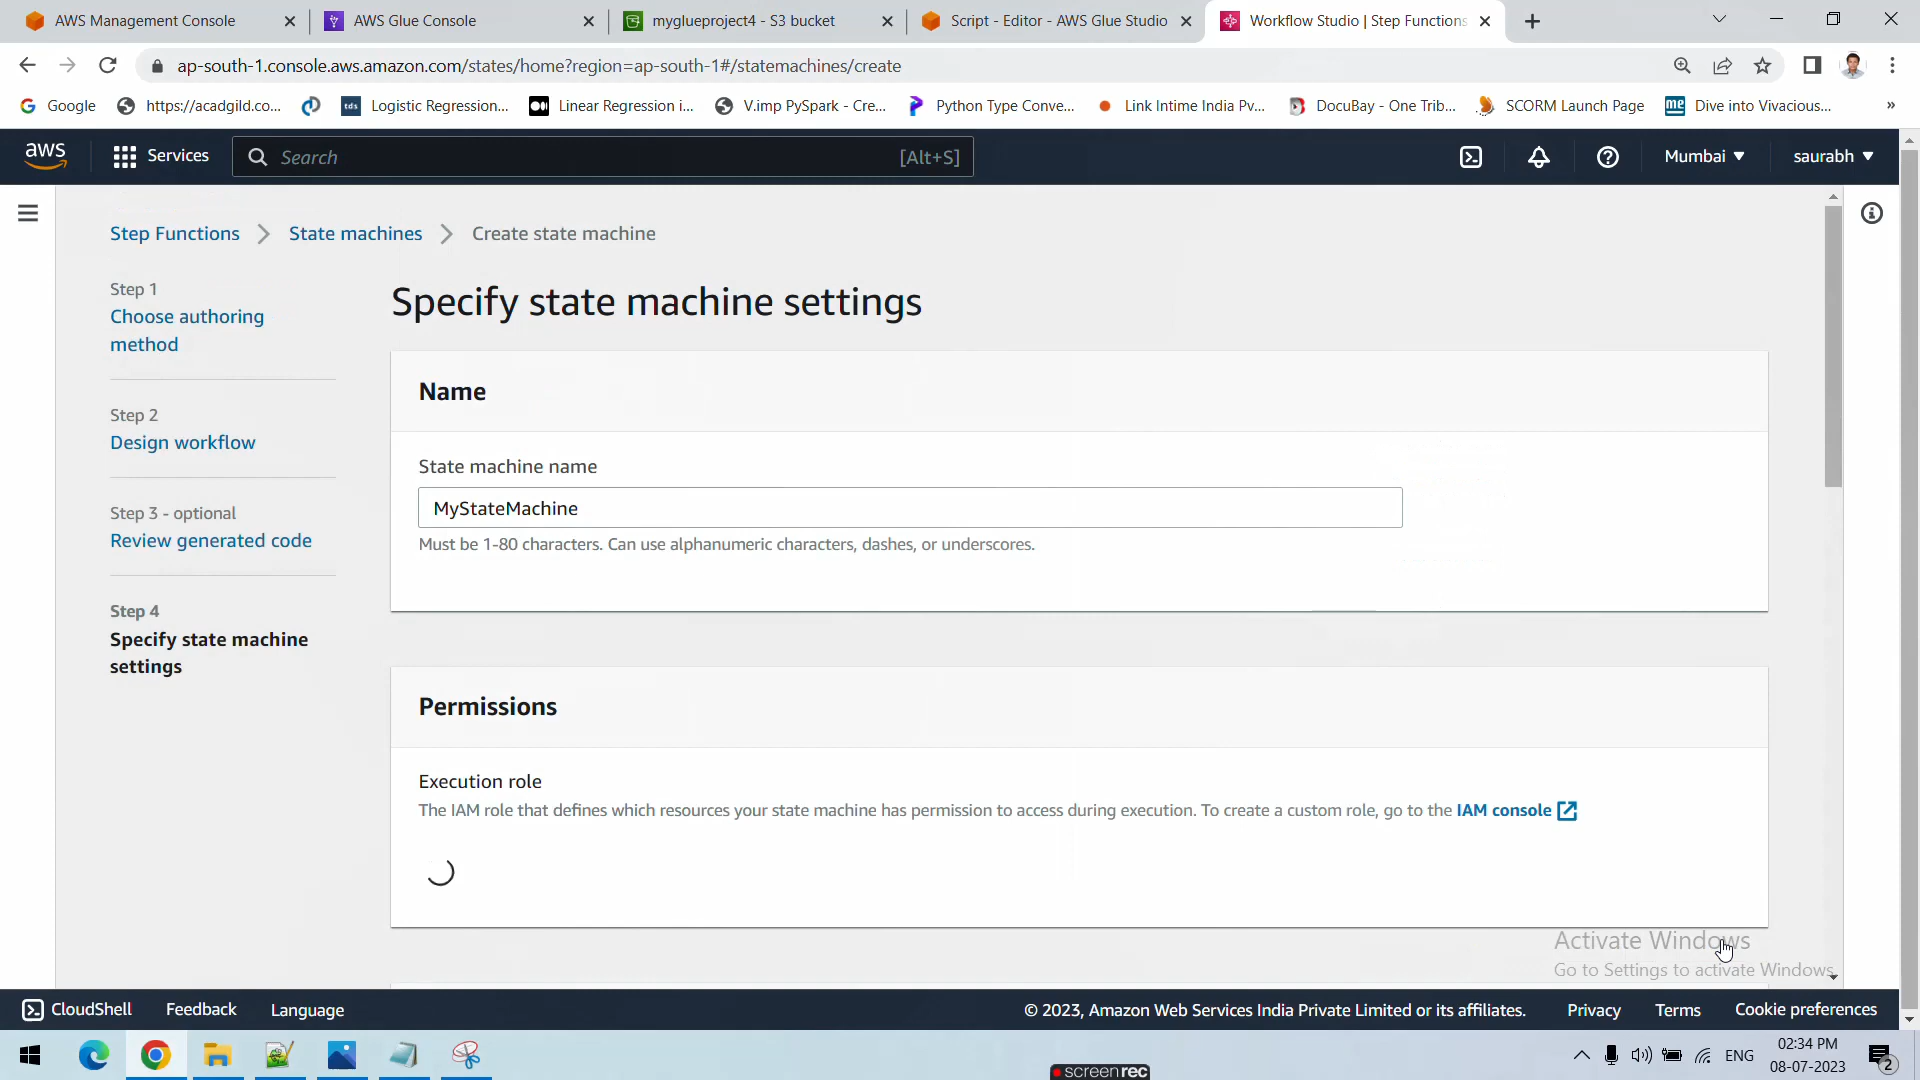 AWS Management Console
AWS Glue Console
myglueproject4 - S3 bucket
Script - Editor - AWS Glue Studio
Workflow Studio | Step Functions
ap-south-1.console.aws.amazon.com/states/home?region=ap-south-1#/statemachines/create
Google
https://acadgild.co...
tds
Logistic Regression...
Linear Regression i...
V.imp PySpark - Cre...
Python Type Conve...
Link Intime India Pv...
DocuBay - One Trib...
SCORM Launch Page
me
Dive into Vivacious...
»
aws
Services
Search
[Alt+S]
Mumbai
saurabh
Step Functions
State machines
Create state machine
Step 1
Choose authoring
method
Step 2
Design workflow
Step 3 - optional
Review generated code
Step 4
Specify state machine
settings
Specify state machine settings
Name
State machine name
MyStateMachine
Must be 1-80 characters. Can use alphanumeric characters, dashes, or underscores.
Permissions
Execution role
The IAM role that defines which resources your state machine has permission to access during execution. To create a custom role, go to the IAM console
Activate Windows
Go to Settings to activate Windows.
CloudShell
Feedback
Language
© 2023, Amazon Web Services India Private Limited or its affiliates.
Privacy
Terms
Cookie preferences
screenrec
ENG
02:34 PM
08-07-2023
2